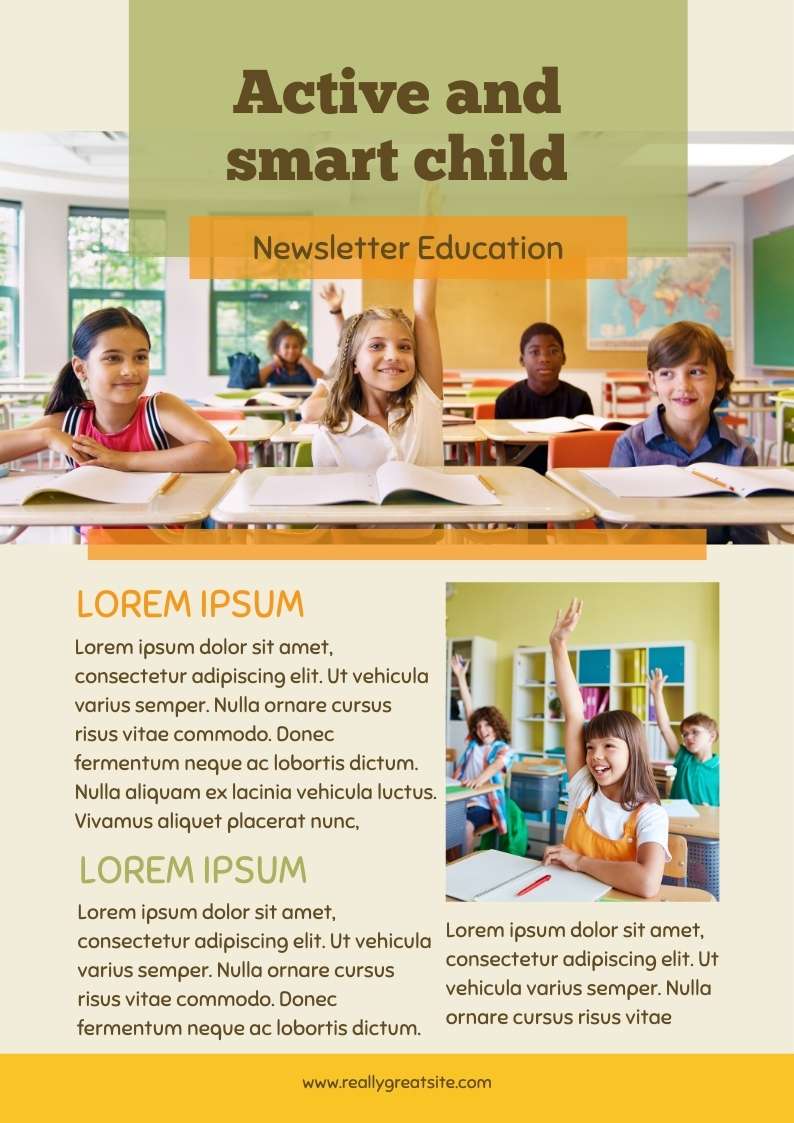 Active and
smart child
Newsletter Education
LOREM IPSUM
Lorem ipsum dolor sit amet,
consectetur adipiscing elit. Ut vehicula
varius semper. Nulla ornare cursus
risus vitae commodo. Donec
fermentum neque ac lobortis dictum.
Nulla aliquam ex lacinia vehicula luctus.
Vivamus aliquet placerat nunc,
LOREM IPSUM
Lorem ipsum dolor sit amet,
consectetur adipiscing elit. Ut vehicula
varius semper. Nulla ornare cursus
risus vitae commodo. Donec
fermentum neque ac lobortis dictum.
Lorem ipsum dolor sit amet,
consectetur adipiscing elit. Ut
vehicula varius semper. Nulla
ornare cursus risus vitae
www.reallygreatsite.com